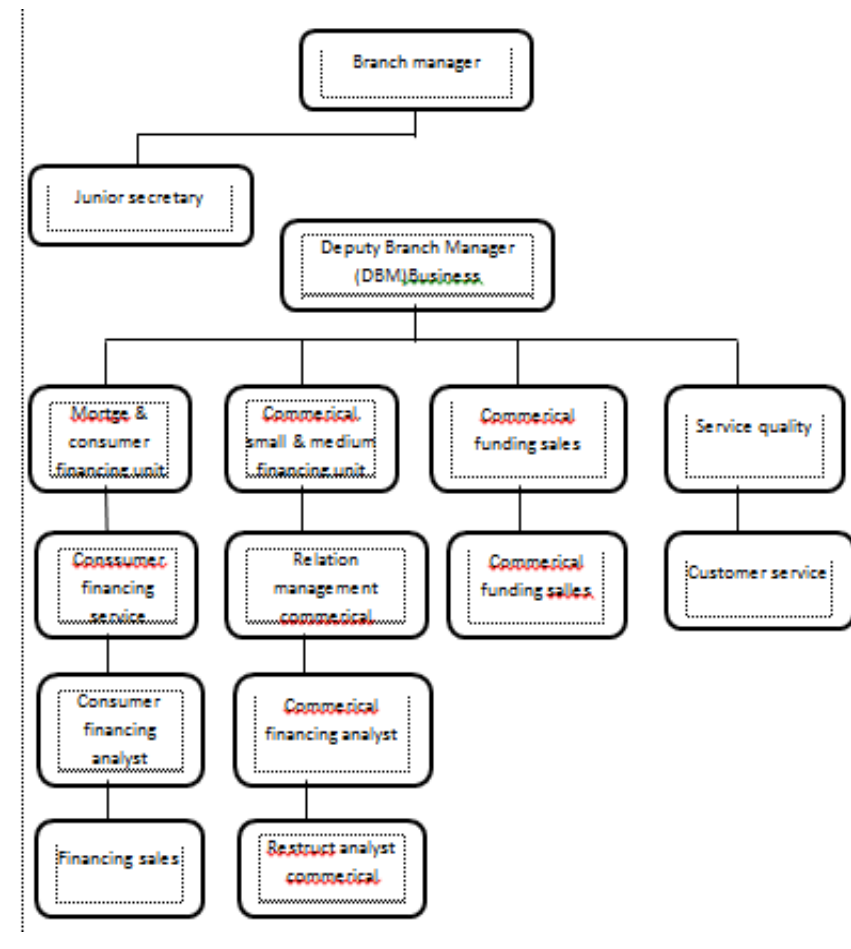 Branch manager
Junior secretary
Deputy Branch Manager
(DBM)Business
Mortge &
consumer
financing unit
Commerical
small & medium
financing unit
Commerical
funding sales
Service quality
Conssumer
financing
service
Relation
management
commerical
Commerical
funding salles
Customer service
Consumer
financing
analyst
Commerical
financing analyst
Financing sales
Restruct analyst
commerical